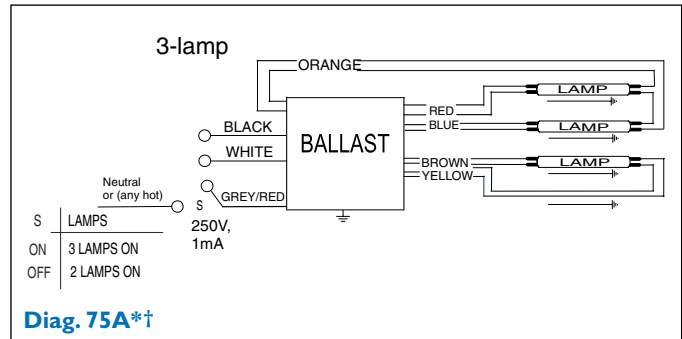 3-lamp
ORANGE
LAMP
RED
BLUE
LAMP
BLACK
WHITE
BALLAST
BROWN
LAMP
YELLOW
Neutral
or (any hot)
S
GREY/RED
250V,
1mA
S LAMPS
ON 3 LAMPS ON
OFF 2 LAMPS ON
Diag. 75A*†